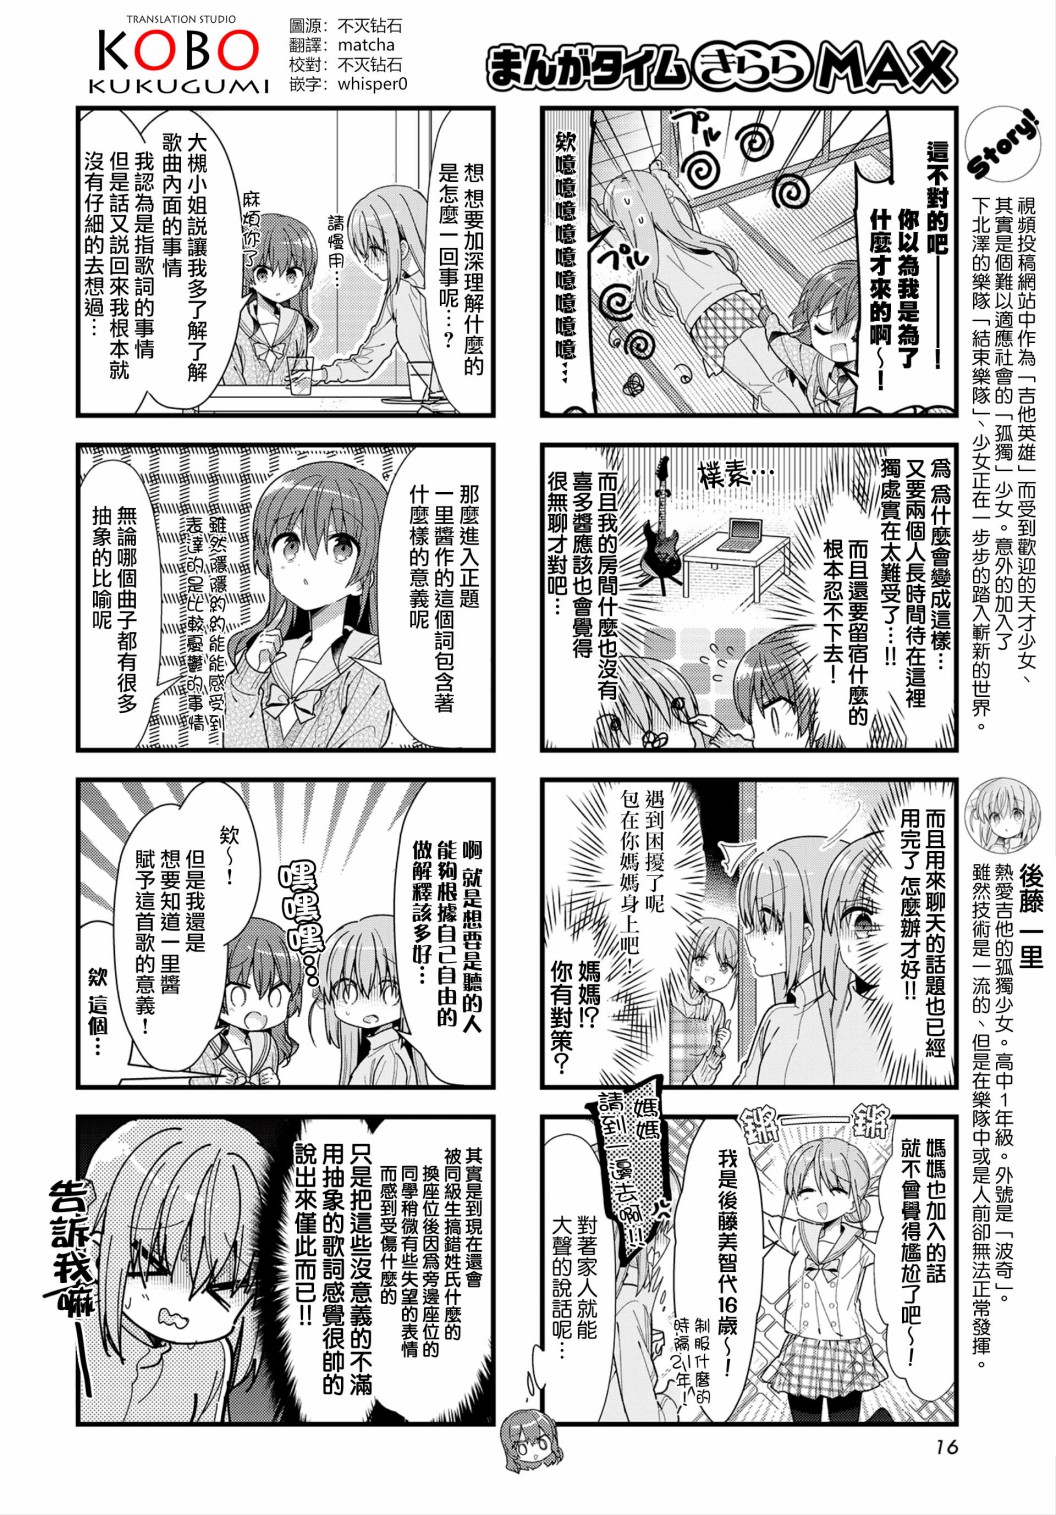 TRANSLATION STUDIO
KOBO
KUKUGUMI
圖源：不灭钻石
翻譯：matcha
校對：不灭钻石
嵌字：whisper0
まんがタイムきららMAX
Story!
視頻投稿網站中作為「吉他英雄」而受到歡迎的天才少女、
其實是個難以適應社會的「孤獨」少女。意外的加入了
下北澤的樂隊「結束樂隊」、少女正在一步步的踏入嶄新的世界。
後藤一里
熱愛吉他的孤獨少女。高中1年級。外號是「波奇」。
雖然技術是一流的、但是在樂隊中或是人前卻無法正常發揮。
這不對的吧——！
你以為我是為了
什麼才來的啊～！
プル
プル
欸噫噫噫噫噫噫噫噫…
為 為什麼會變成這樣…
又要兩個人長時間待在這裡
獨處實在太難受了…!!
而且還要留宿什麼的
根本忍不下去！
樸素…
而且我的房間什麼也沒有
喜多醬應該也會覺得
很無聊才對吧…
而且用來聊天的話題也已經
用完了 怎麼辦才好!!
遇到困擾了呢
包在你媽媽身上吧！
媽媽!?
你有對策？
鏘——鏘
媽媽也加入的話
就不會覺得尴尬了吧～！
我是後藤美智代16歲～！
制服什麼的
時隔21年！
媽媽
請到一邊去啊!!!
對著家人就能
大聲的說話呢…
想 想要加深理解什麼的
是怎麼一回事呢…？
請慢用…
麻煩你了
大槻小姐說讓我多了解了解
歌曲內面的事情
我認為是指歌詞的事情
但是話又說回來我根本就
沒有仔細的去想過…
那麼進入正題
一里醬作的這個詞包含著
什麼樣的意義呢
雖然隱隱約約的能感受到
表達的是比較憂鬱的事情
無論哪個曲子都有很多
抽象的比喻呢
啊 就是想要是聽的人
能夠根據自己自由的
做解釋該多好…
嘿嘿嘿…
欸～！
但是我還是
想要知道一里醬
賦予這首歌的意義！
欸 這個…
其實是到現在還會
被同級生搞錯姓氏什麼的
換座位後因為旁邊座位的
同學稍微有些失望的表情
而感到受傷什麼的
只是把這些沒意義的不滿
用抽象的歌詞感覺很帥的
說出來僅此而已!!
告訴我嘛
16